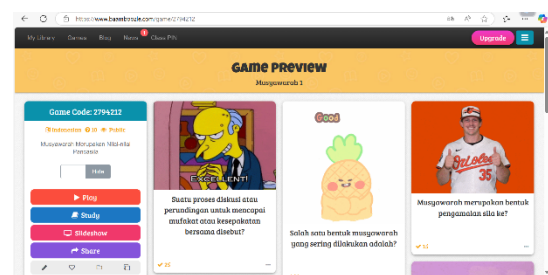 https://www.baamboozle.com/game/2794212
My Library Games Blog News 1 Class PIN
Upgrade
GAME PREVIEW
Musyawarah 1
Game Code: 2794212
Indonesian 10 Public
Musyawarah Merupakan Nilai-nilai
Pancasila
Hide
Play
Study
Slideshow
Share
EXCELLENT!
Suatu proses diskusi atau
perundingan untuk mencapai
mufakat atau kesepakatan
bersama disebut?
Good
Salah satu bentuk musyawarah
yang sering dilakukan adalah?
Orioles
35
Musyawarah merupakan bentuk
pengamalan sila ke?